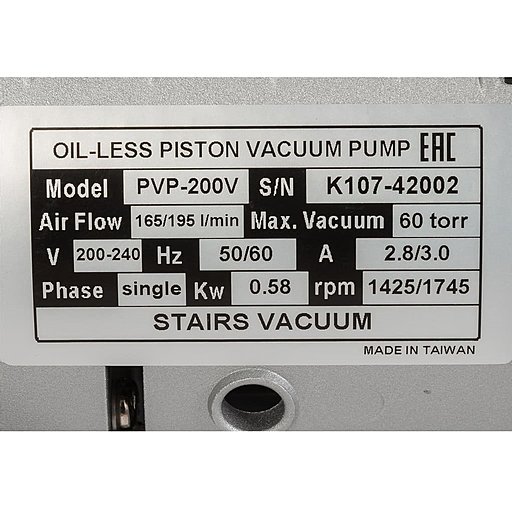 OIL-LESS PISTON VACUUM PUMP EAC
Model PVP-200V S/N K107-42002
Air Flow 165/195 l/min Max. Vacuum 60 torr
V 200-240 Hz 50/60 A 2.8/3.0
Phase single Kw 0.58 rpm 1425/1745
STAIRS VACUUM
MADE IN TAIWAN